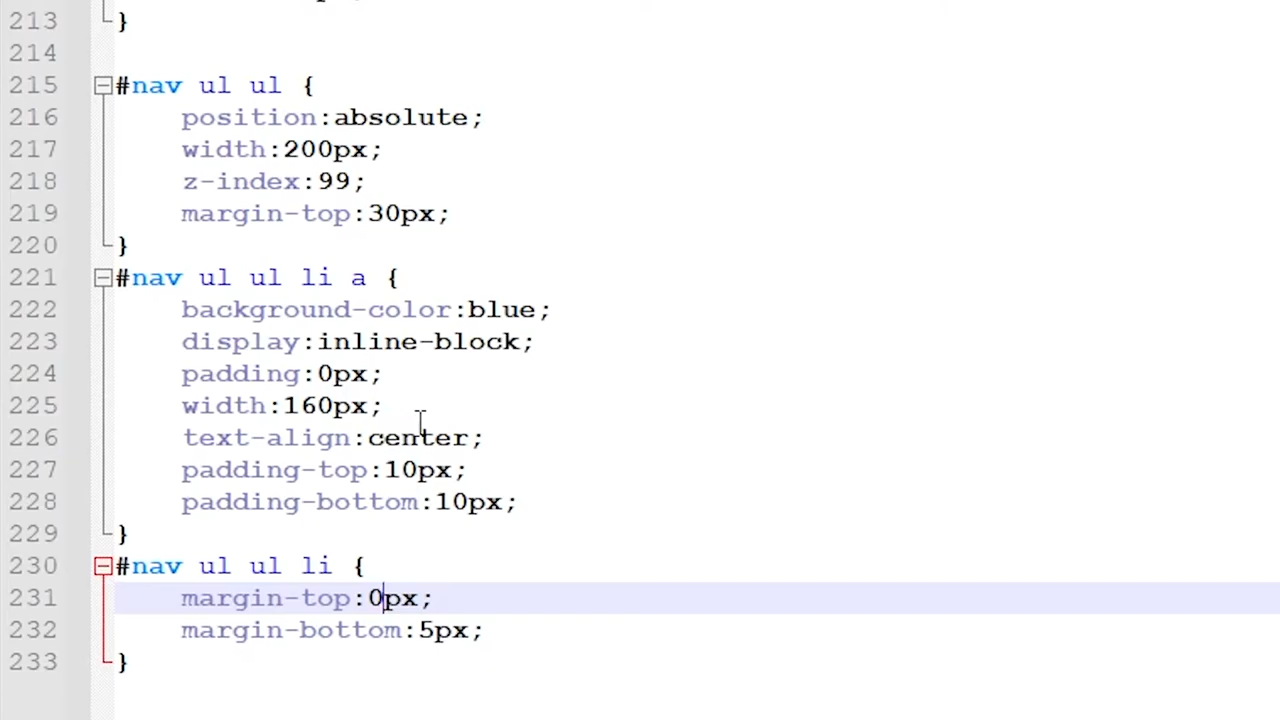 213 }
214
215 #nav ul ul {
216 position:absolute;
217 width:200px;
218 z-index:99;
219 margin-top:30px;
220 }
221 #nav ul ul li a {
222 background-color:blue;
223 display:inline-block;
224 padding:0px;
225 width:160px;
226 text-align:center;
227 padding-top:10px;
228 padding-bottom:10px;
229 }
230 #nav ul ul li {
231 margin-top:0px;
232 margin-bottom:5px;
233 }